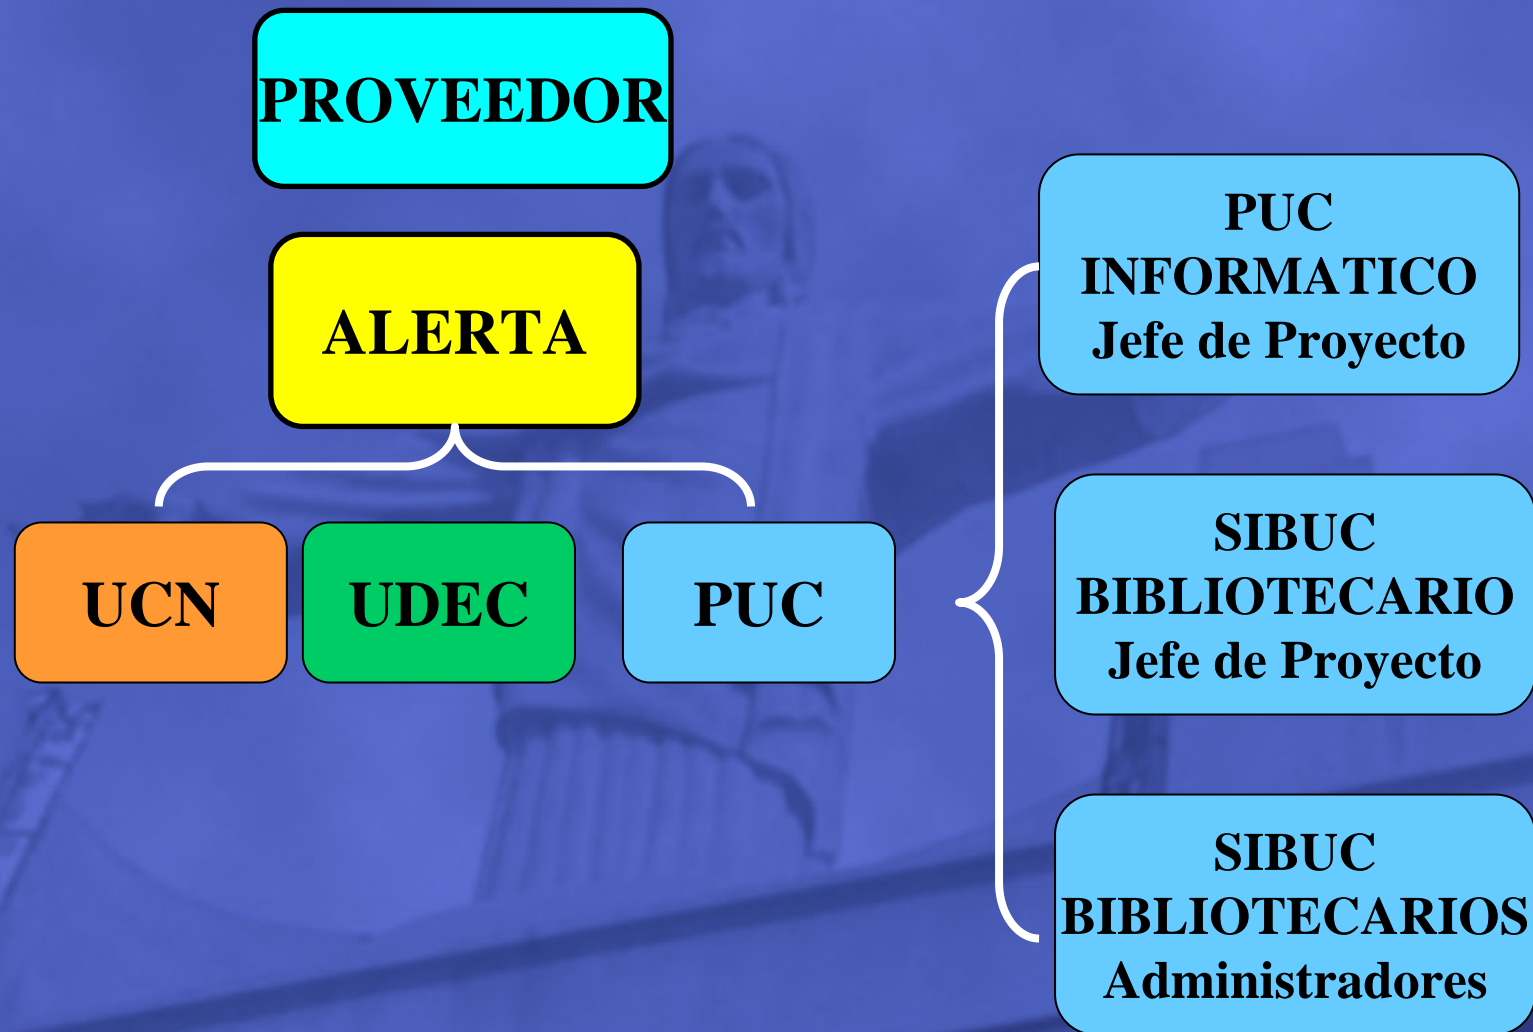 PROVEEDOR
ALERTA
UCN
UDEC
PUC
PUC
INFORMATICO
Jefe de Proyecto
SIBUC
BIBLIOTECARIO
Jefe de Proyecto
SIBUC
BIBLIOTECARIOS
Administradores